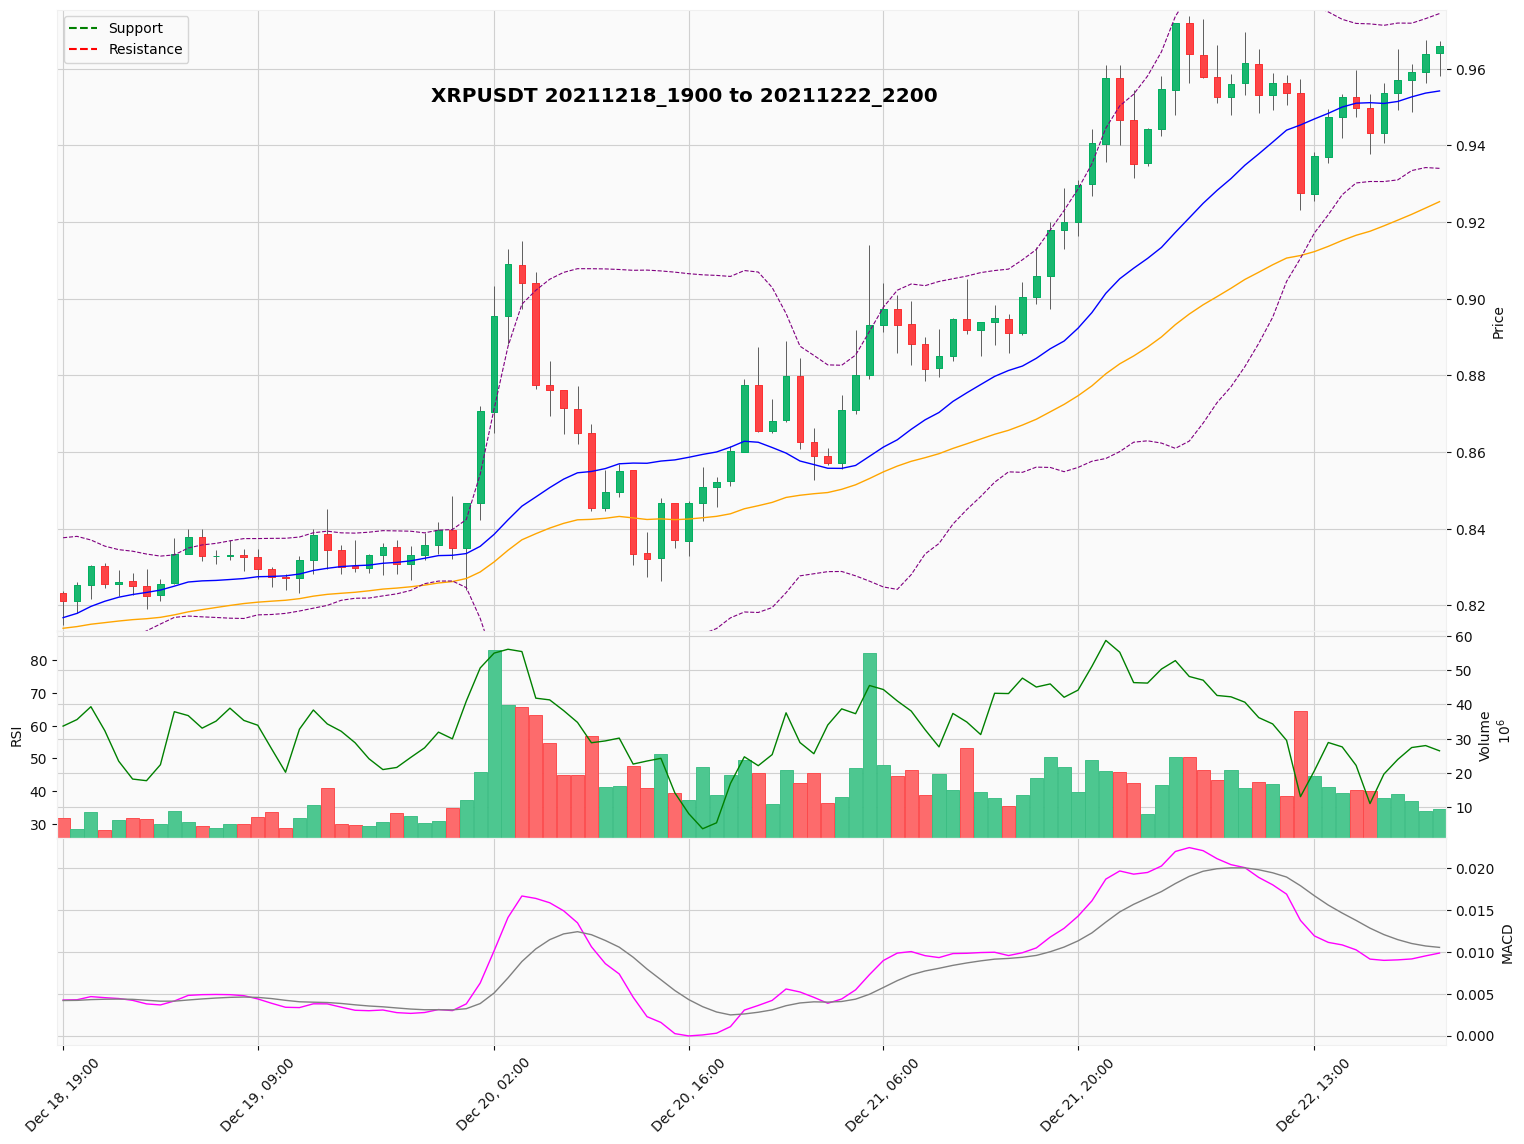 Support
Resistance
XRPUSDT 20211218_1900 to 20211222_2200
0.96
0.94
0.92
0.90
0.88
0.86
0.84
0.82
Price
80
70
60
50
40
30
RSI
60
50
40
30
20
10
Volume
10^6
0.020
0.015
0.010
0.005
0.000
MACD
Dec 18, 19:00
Dec 19, 09:00
Dec 20, 02:00
Dec 20, 16:00
Dec 21, 06:00
Dec 21, 20:00
Dec 22, 13:00